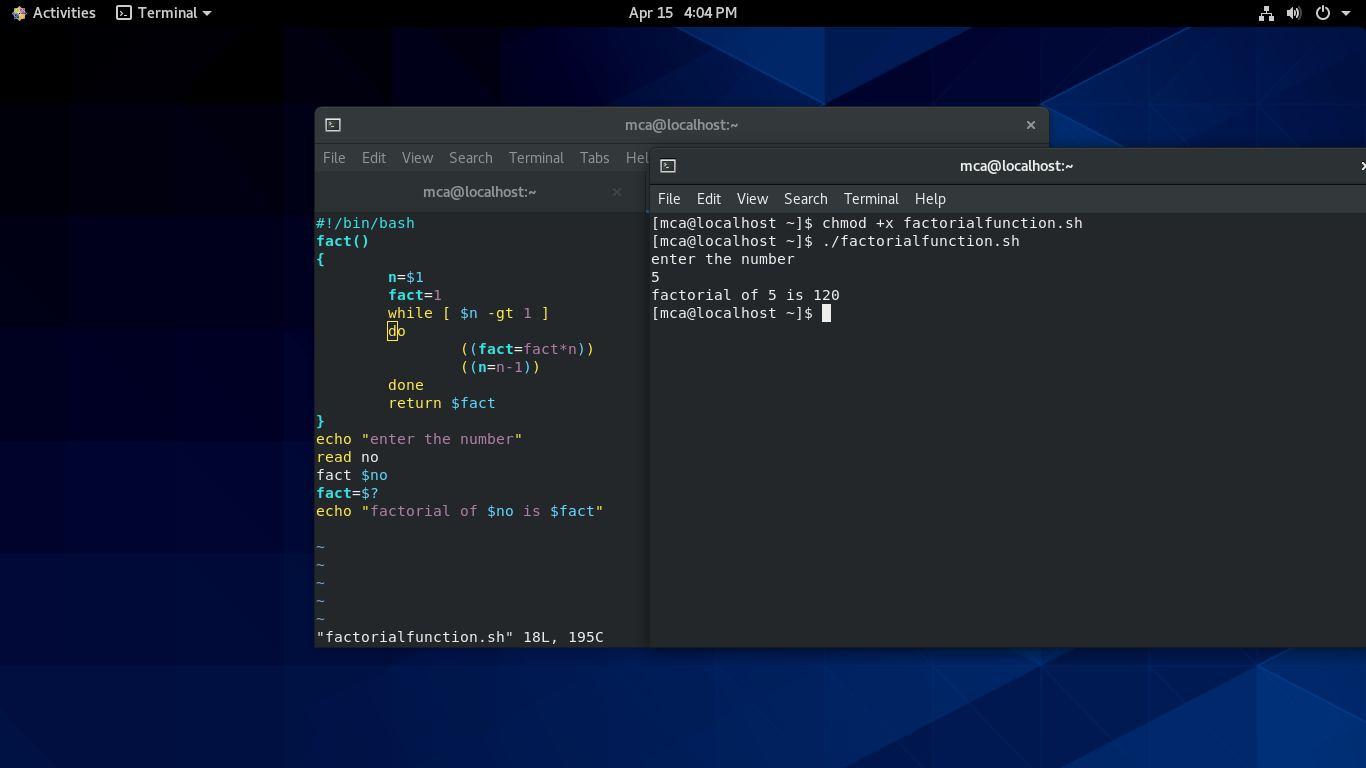 Activities Terminal Apr 15 4:04 PM
mca@localhost:~
File Edit View Search Terminal Tabs Hel
mca@localhost:~
#!/bin/bash
fact()
{
        n=$1
        fact=1
        while [ $n -gt 1 ]
        do
                ((fact=fact*n))
                ((n=n-1))
        done
        return $fact
}
echo "enter the number"
read no
fact $no
fact=$?
echo "factorial of $no is $fact"

~
~
~
~
~
"factorialfunction.sh" 18L, 195C
mca@localhost:~
File Edit View Search Terminal Help
[mca@localhost ~]$ chmod +x factorialfunction.sh
[mca@localhost ~]$ ./factorialfunction.sh
enter the number
5
factorial of 5 is 120
[mca@localhost ~]$